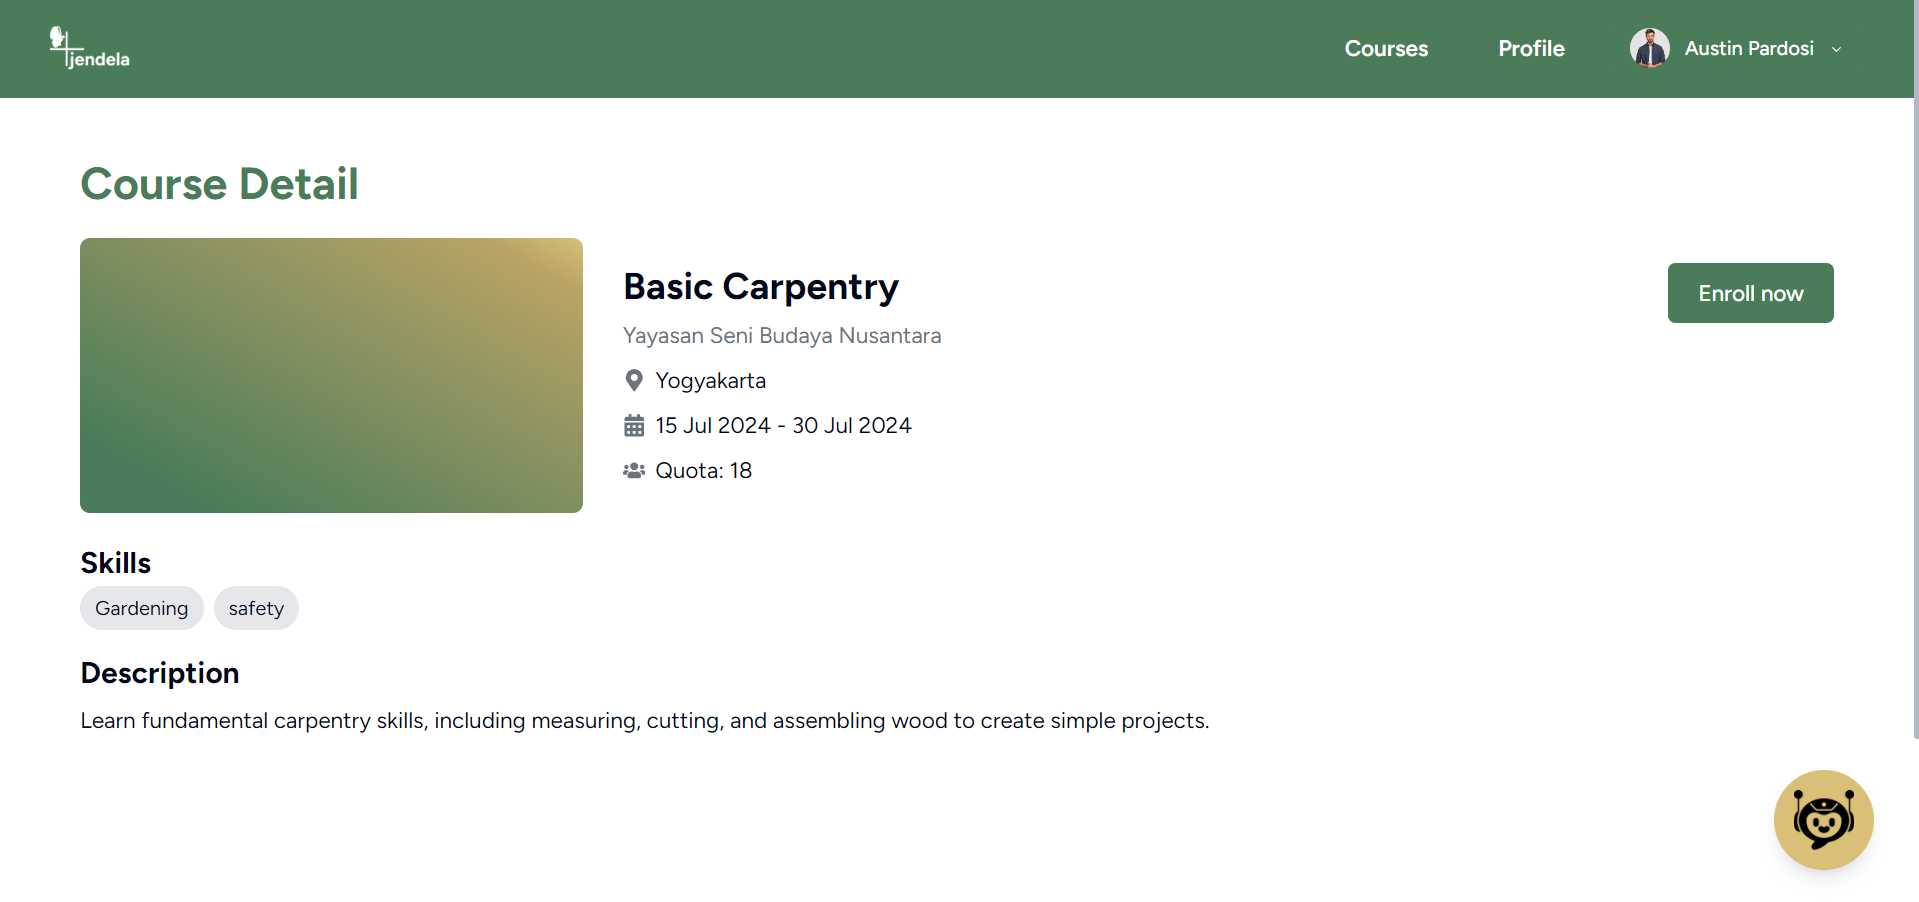 jendela
Courses
Profile
Austin Pardosi
Course Detail
Basic Carpentry
Enroll now
Yayasan Seni Budaya Nusantara
Yogyakarta
15 Jul 2024 - 30 Jul 2024
Quota: 18
Skills
Gardening
safety
Description
Learn fundamental carpentry skills, including measuring, cutting, and assembling wood to create simple projects.